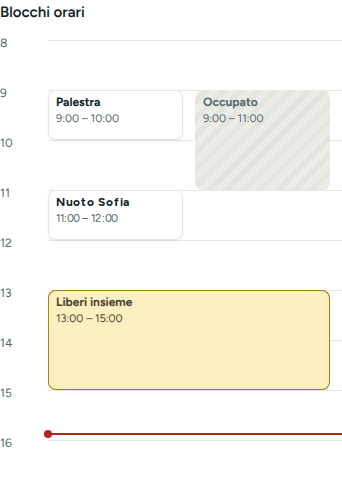 Blocchi orari
8
9
Palestra
9:00 – 10:00
Occupato
9:00 – 11:00
10
11
Nuoto Sofia
11:00 – 12:00
12
13
Liberi insieme
13:00 – 15:00
14
15
16